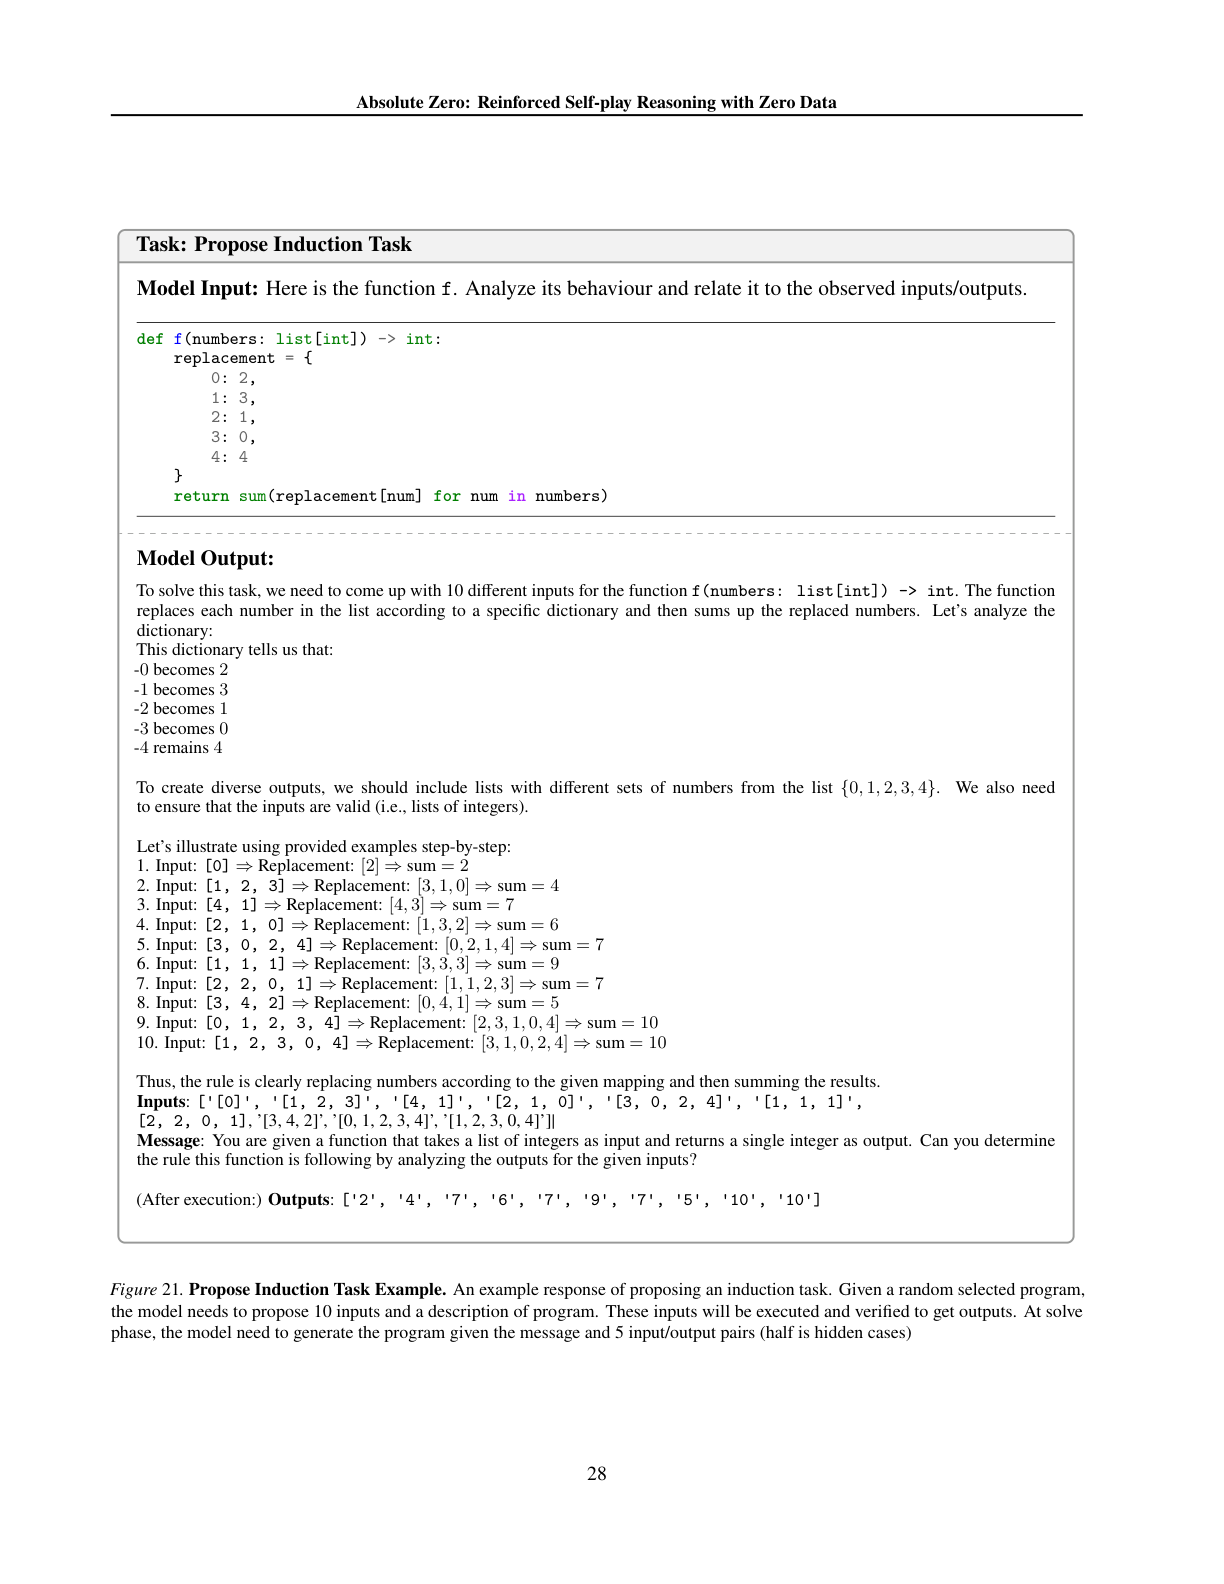 Absolute Zero: Reinforced Self-play Reasoning with Zero Data
Task: Propose Induction Task
Model Input: Here is the function f. Analyze its behaviour and relate it to the observed inputs/outputs.
def f(numbers: list[int]) -> int:
    replacement = {
        0: 2,
        1: 3,
        2: 1,
        3: 0,
        4: 4
    }
    return sum(replacement[num] for num in numbers)
Model Output:
To solve this task, we need to come up with 10 different inputs for the function f(numbers: list[int]) -> int. The function
replaces each number in the list according to a specific dictionary and then sums up the replaced numbers. Let's analyze the
dictionary:
This dictionary tells us that:
-0 becomes 2
-1 becomes 3
-2 becomes 1
-3 becomes 0
-4 remains 4
To create diverse outputs, we should include lists with different sets of numbers from the list {0, 1, 2, 3, 4}. We also need
to ensure that the inputs are valid (i.e., lists of integers).
Let's illustrate using provided examples step-by-step:
1. Input: [0] ⇒ Replacement: [2] ⇒ sum = 2
2. Input: [1, 2, 3] ⇒ Replacement: [3, 1, 0] ⇒ sum = 4
3. Input: [4, 1] ⇒ Replacement: [4, 3] ⇒ sum = 7
4. Input: [2, 1, 0] ⇒ Replacement: [1, 3, 2] ⇒ sum = 6
5. Input: [3, 0, 2, 4] ⇒ Replacement: [0, 2, 1, 4] ⇒ sum = 7
6. Input: [1, 1, 1] ⇒ Replacement: [3, 3, 3] ⇒ sum = 9
7. Input: [2, 2, 0, 1] ⇒ Replacement: [1, 1, 2, 3] ⇒ sum = 7
8. Input: [3, 4, 2] ⇒ Replacement: [0, 4, 1] ⇒ sum = 5
9. Input: [0, 1, 2, 3, 4] ⇒ Replacement: [2, 3, 1, 0, 4] ⇒ sum = 10
10. Input: [1, 2, 3, 0, 4] ⇒ Replacement: [3, 1, 0, 2, 4] ⇒ sum = 10
Thus, the rule is clearly replacing numbers according to the given mapping and then summing the results.
Inputs: ['[0]', '[1, 2, 3]', '[4, 1]', '[2, 1, 0]', '[3, 0, 2, 4]', '[1, 1, 1]',
[2, 2, 0, 1], '[3, 4, 2]', '[0, 1, 2, 3, 4]', '[1, 2, 3, 0, 4]']|
Message: You are given a function that takes a list of integers as input and returns a single integer as output. Can you determine
the rule this function is following by analyzing the outputs for the given inputs?
(After execution:) Outputs: ['2', '4', '7', '6', '7', '9', '7', '5', '10', '10']
Figure 21. Propose Induction Task Example. An example response of proposing an induction task. Given a random selected program,
the model needs to propose 10 inputs and a description of program. These inputs will be executed and verified to get outputs. At solve
phase, the model need to generate the program given the message and 5 input/output pairs (half is hidden cases)
28